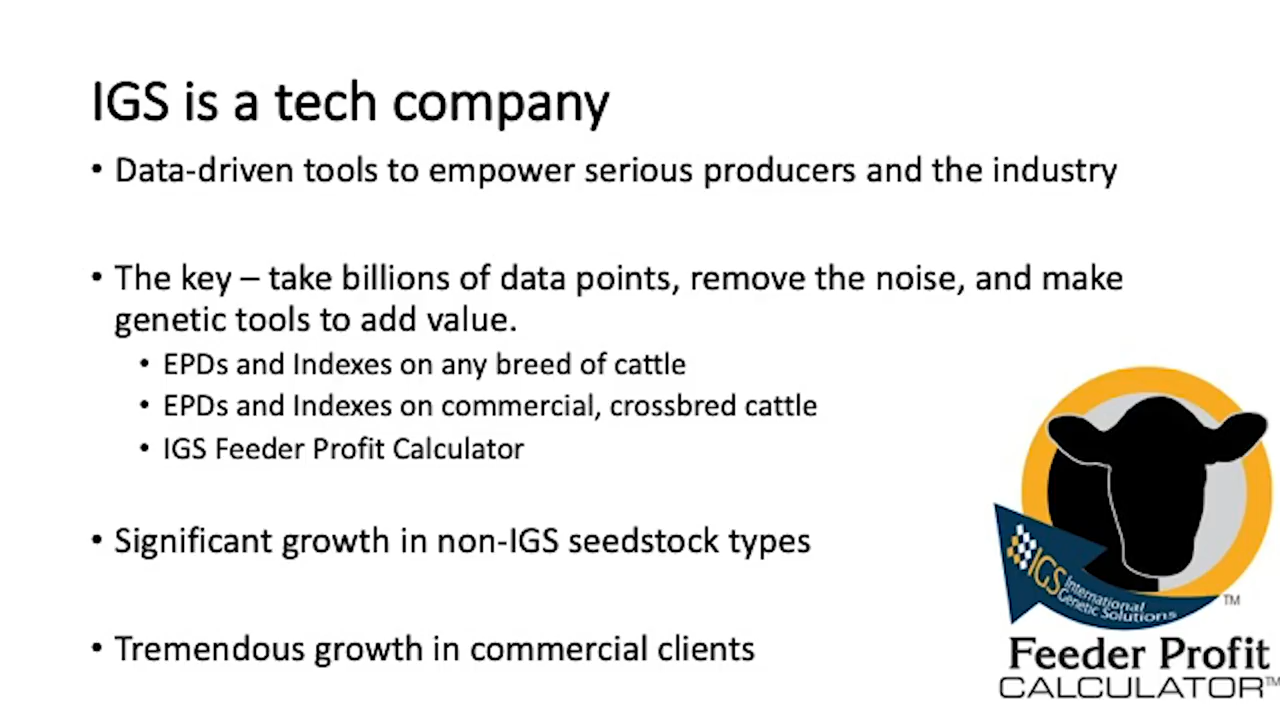 IGS is a tech company
• Data-driven tools to empower serious producers and the industry
• The key – take billions of data points, remove the noise, and make
genetic tools to add value.
• EPDs and Indexes on any breed of cattle
• EPDs and Indexes on commercial, crossbred cattle
• IGS Feeder Profit Calculator
• Significant growth in non-IGS seedstock types
• Tremendous growth in commercial clients
IGS International
Genetic Solutions
TM
Feeder Profit
CALCULATOR TM